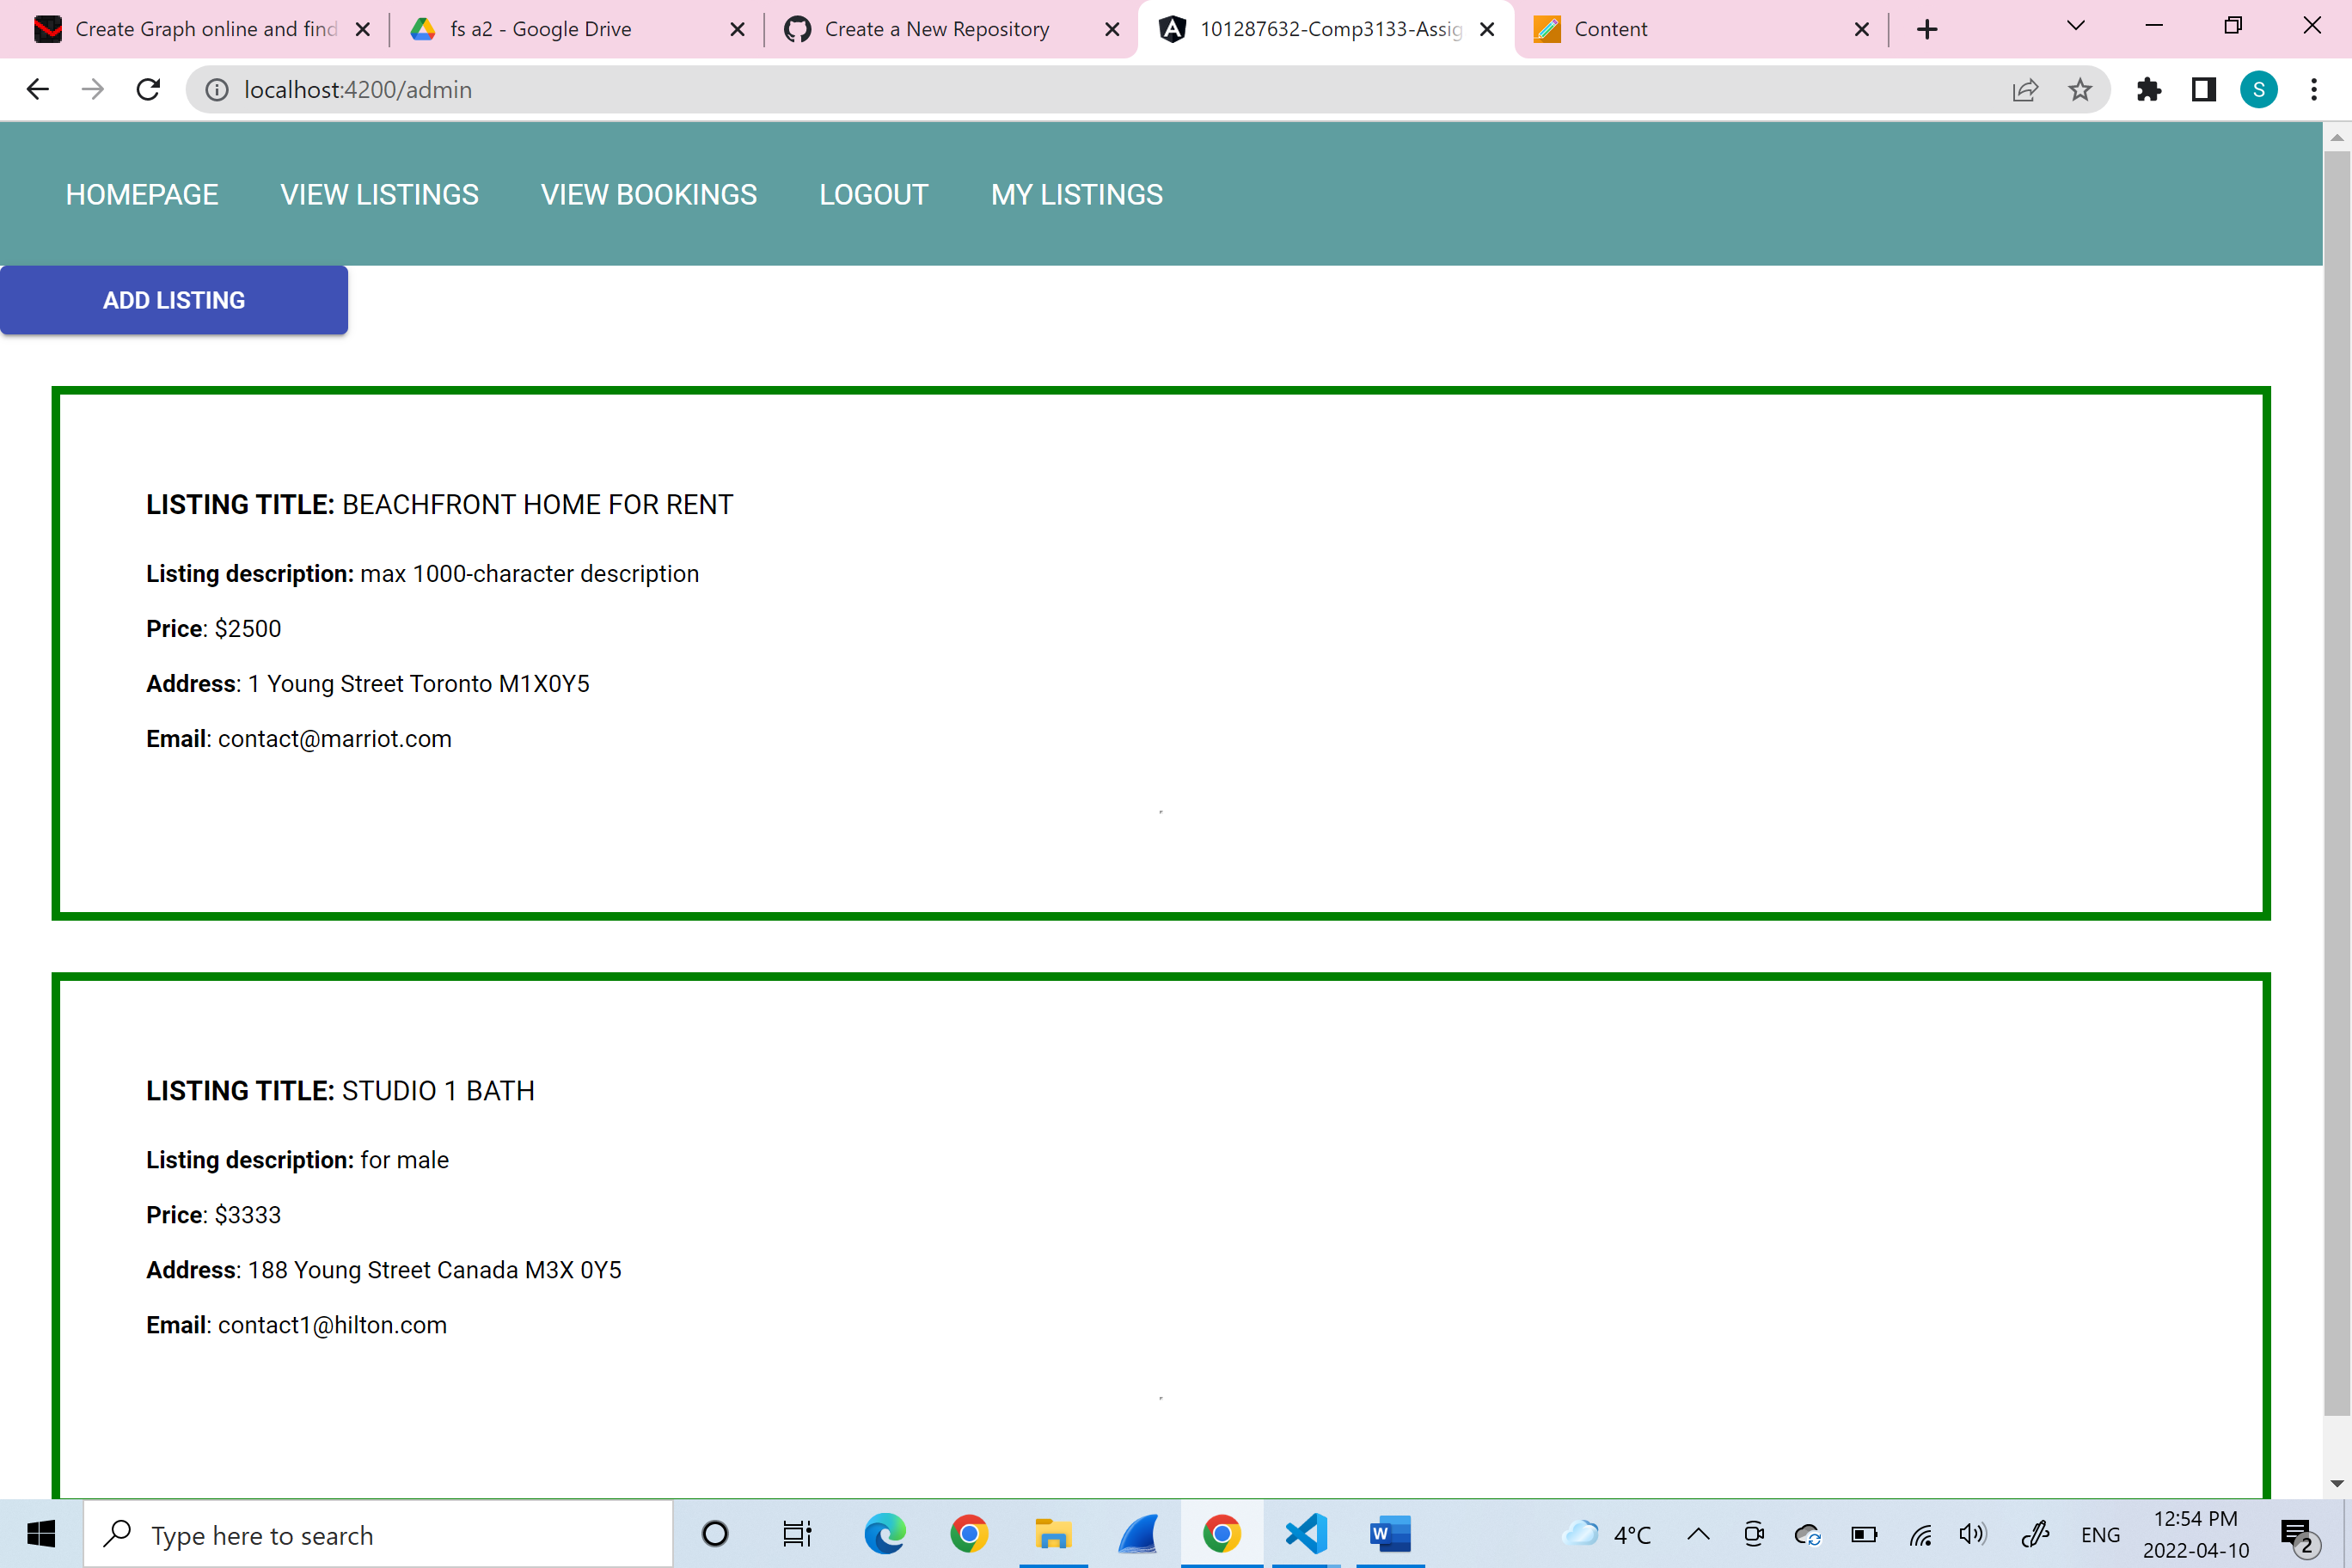 Create Graph online and find
fs a2 - Google Drive
Create a New Repository
101287632-Comp3133-Assig
Content
localhost:4200/admin
S
HOMEPAGE VIEW LISTINGS VIEW BOOKINGS LOGOUT MY LISTINGS
ADD LISTING
LISTING TITLE: BEACHFRONT HOME FOR RENT
Listing description: max 1000-character description
Price: $2500
Address: 1 Young Street Toronto M1X0Y5
Email: contact@marriot.com
LISTING TITLE: STUDIO 1 BATH
Listing description: for male
Price: $3333
Address: 188 Young Street Canada M3X 0Y5
Email: contact1@hilton.com
Type here to search
W
4°C
ENG
12:54 PM
2022-04-10
2